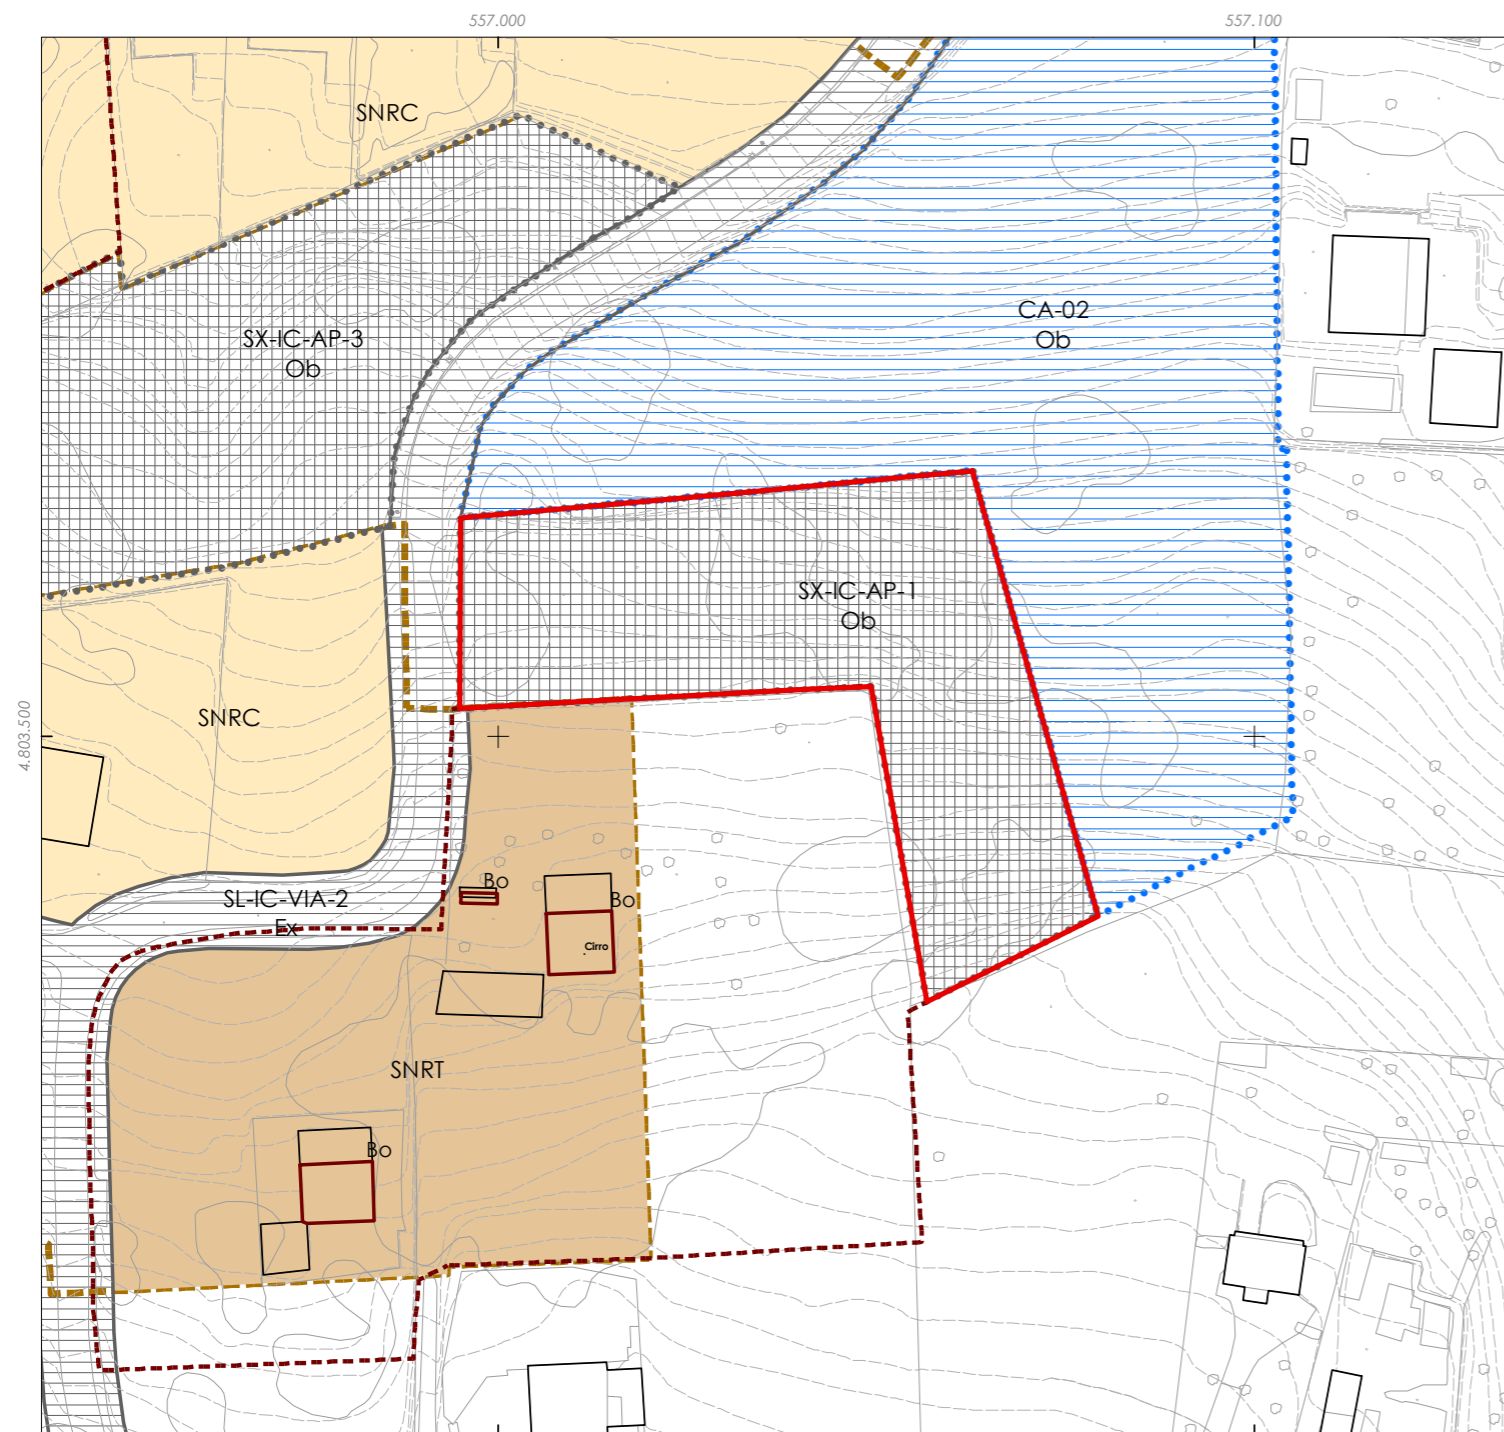 557.000
557.100
SNRC
CA-02
Ob
SX-IC-AP-3
Ob
SX-IC-AP-1
Ob
SNRC
4.803.500
Bo
SL-IC-VIA-2
Ex
Bo
Cirro
SNRT
Bo